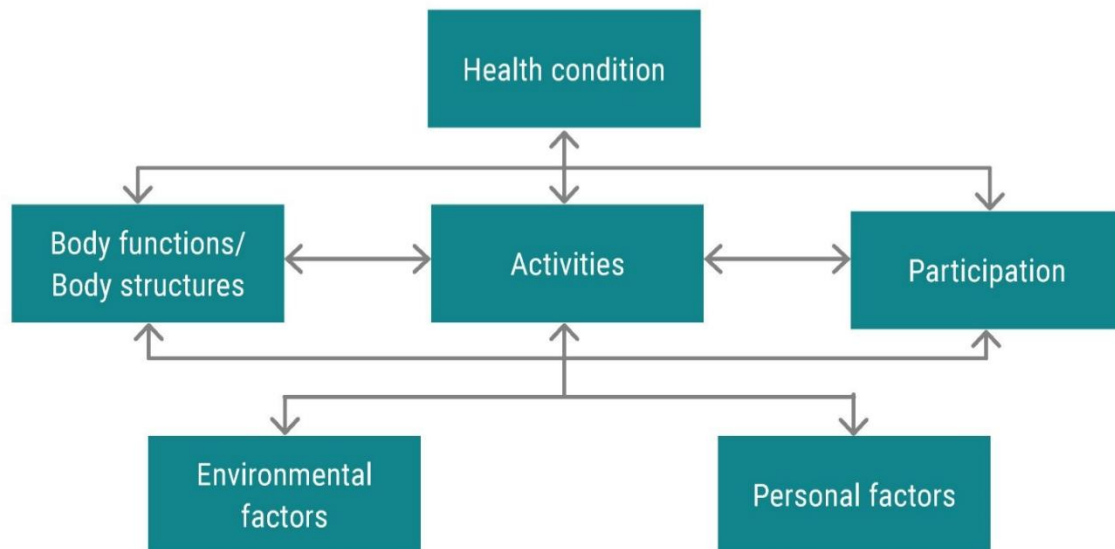 Health condition
Body functions/
Body structures
Activities
Participation
Environmental
factors
Personal factors